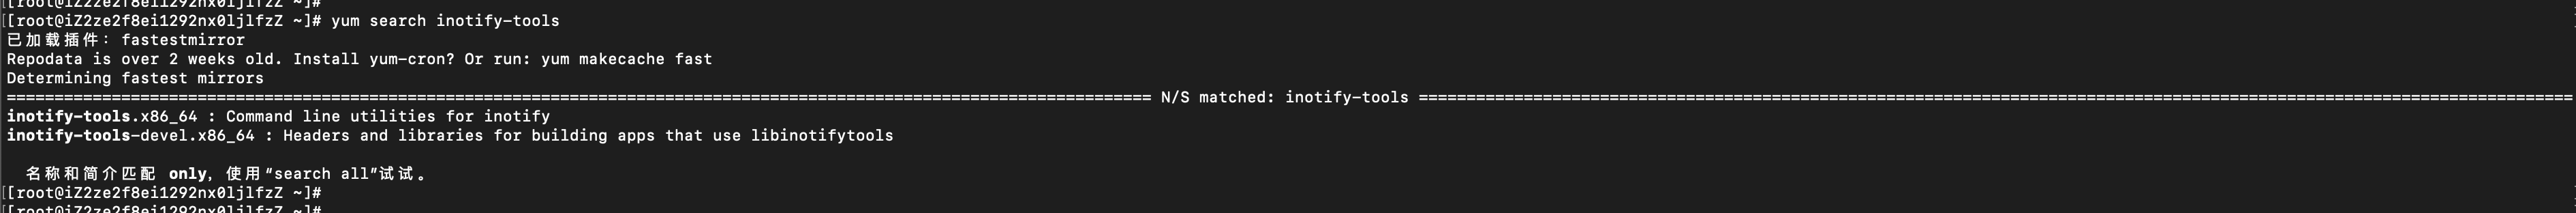 [[root@iZ2ze2f8ei1292nx0ljlfzZ ~]#
[[root@iZ2ze2f8ei1292nx0ljlfzZ ~]# yum search inotify-tools
已加载插件：fastestmirror
Repodata is over 2 weeks old. Install yum-cron? Or run: yum makecache fast
Determining fastest mirrors
======================================================================================================================== N/S matched: inotify-tools ========================================================================================================================
inotify-tools.x86_64 : Command line utilities for inotify
inotify-tools-devel.x86_64 : Headers and libraries for building apps that use libinotifytools
名称和简介匹配 only，使用“search all”试试。
[[root@iZ2ze2f8ei1292nx0ljlfzZ ~]#
[[root@iZ2ze2f8ei1292nx0ljlfzZ ~]#